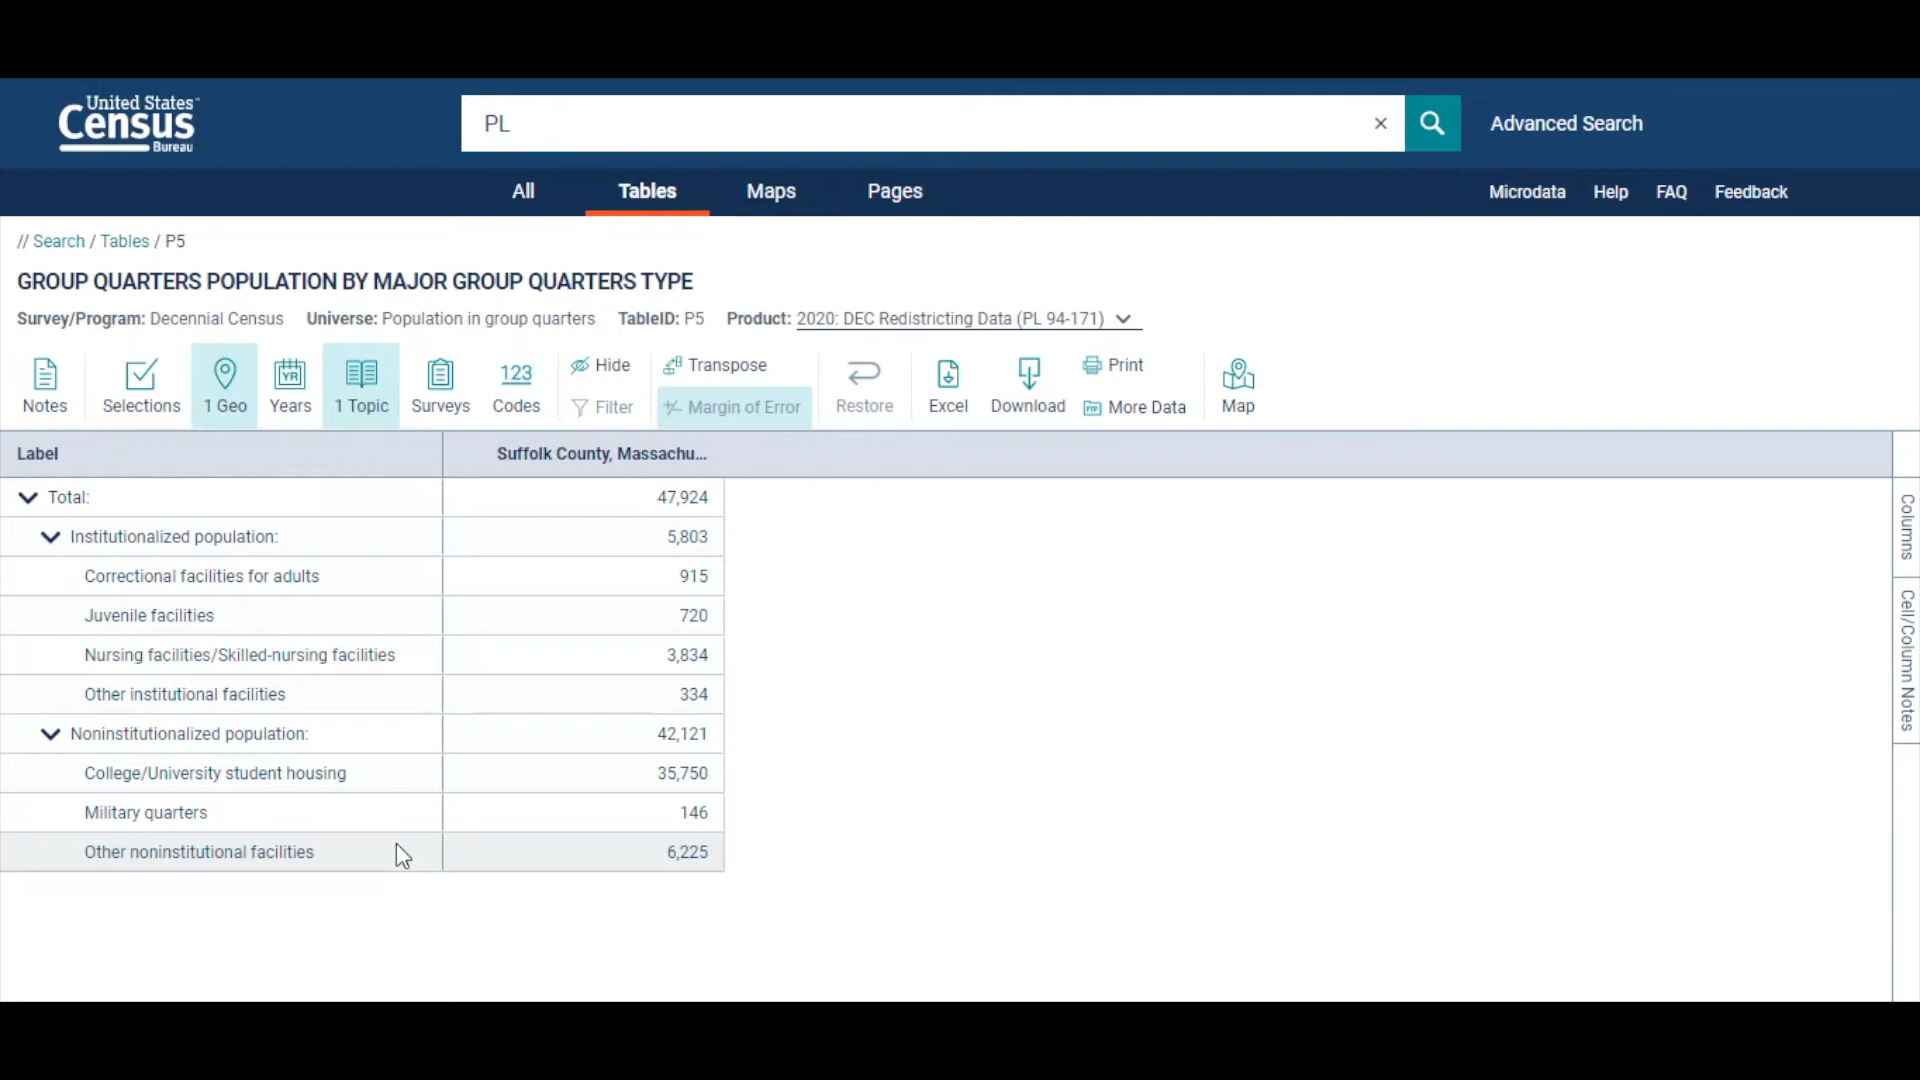 United States™
Census
Bureau
PL
Advanced Search
All
Tables
Maps
Pages
Microdata
Help
FAQ
Feedback
// Search / Tables / P5
GROUP QUARTERS POPULATION BY MAJOR GROUP QUARTERS TYPE
Survey/Program: Decennial Census Universe: Population in group quarters TableID: P5 Product: 2020: DEC Redistricting Data (PL 94-171)
Notes
Selections
1 Geo
YR
Years
1 Topic
Surveys
123
Codes
Hide
Filter
Transpose
Margin of Error
Restore
Excel
Download
Print
FTP
More Data
Map
Label Suffolk County, Massachu...
Total: 47,924
Institutionalized population: 5,803
Correctional facilities for adults 915
Juvenile facilities 720
Nursing facilities/Skilled-nursing facilities 3,834
Other institutional facilities 334
Noninstitutionalized population: 42,121
College/University student housing 35,750
Military quarters 146
Other noninstitutional facilities 6,225
Columns
Cell/Column Notes